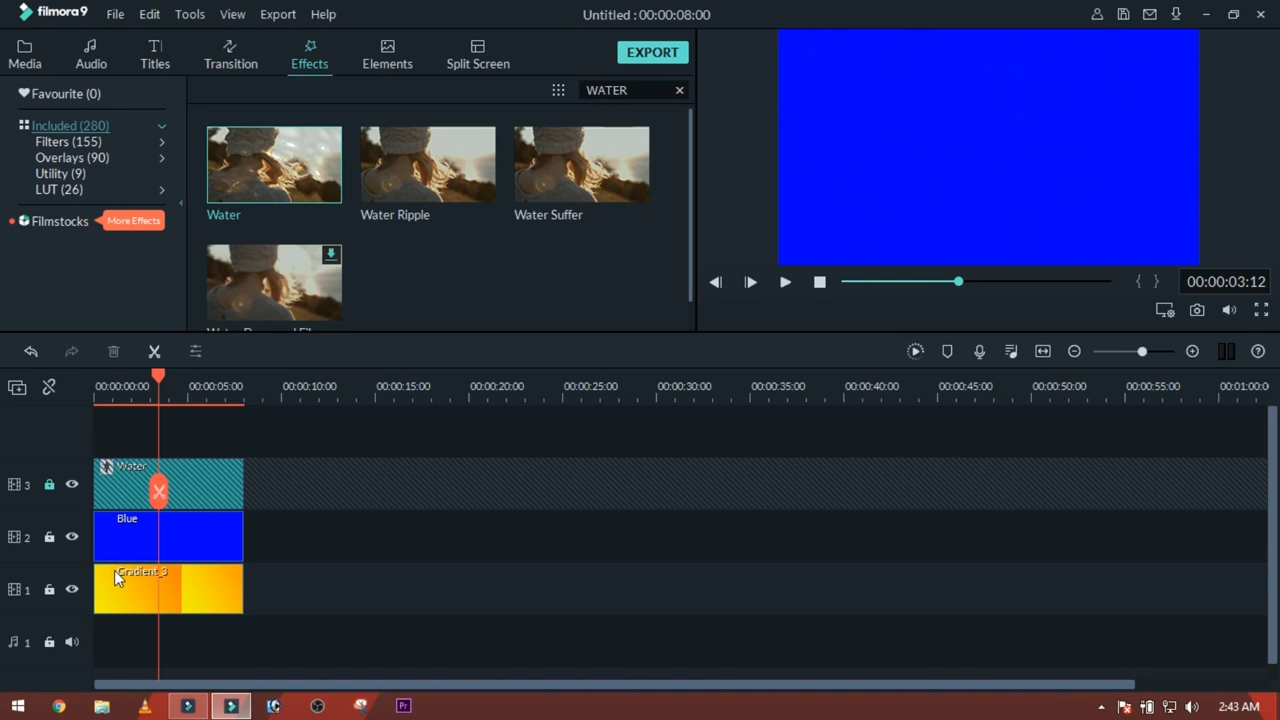 filmora9 File Edit Tools View Export Help Untitled : 00:00:08:00
Media Audio Titles Transition Effects Elements Split Screen EXPORT
Favourite (0)
WATER
Included (280)
Filters (155)
Overlays (90)
Utility (9)
LUT (26)
Filmstocks More Effects
Water Water Ripple Water Suffer
00:00:03:12
00:00:00:00 00:00:05:00 00:00:10:00 00:00:15:00 00:00:20:00 00:00:25:00 00:00:30:00 00:00:35:00 00:00:40:00 00:00:45:00 00:00:50:00 00:00:55:00 00:01:00:0
Water
3
Blue
2
Gradient_3
1
1
Pr 2:43 AM